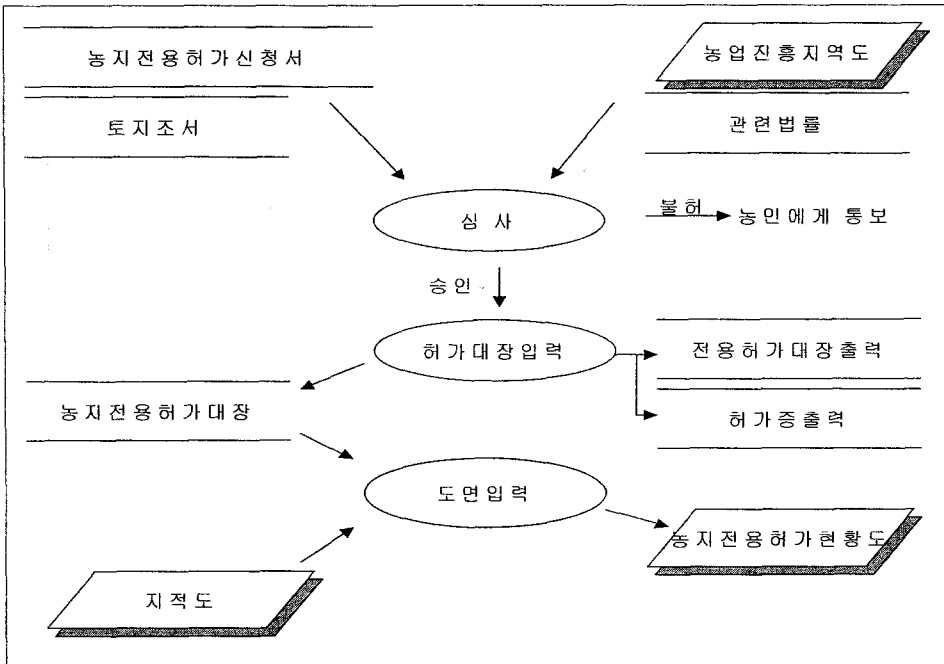 농지전용허가신청서
농업진흥지역도
토지조서
관련법률
심사
불허
농민에게 통보
승인
허가대장입력
전용허가대장출력
농지전용허가대장
허가증출력
도면입력
농지전용허가현황도
지적도